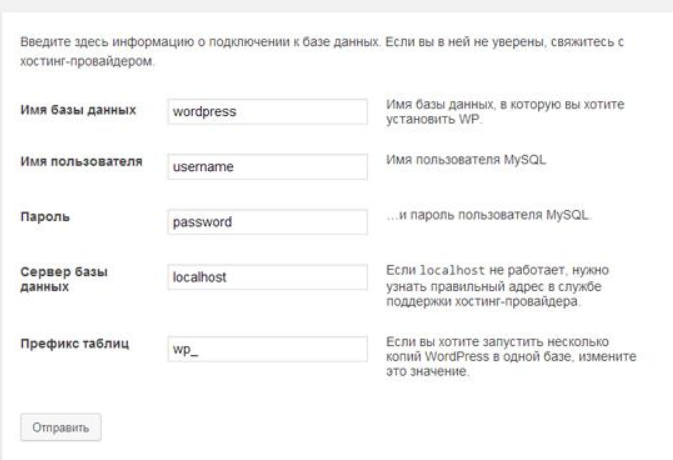 Введите здесь информацию о подключении к базе данных. Если вы в ней не уверены, свяжитесь с
хостинг-провайдером.
Имя базы данных
wordpress
Имя базы данных, в которую вы хотите
установить WP.
Имя пользователя
username
Имя пользователя MySQL
Пароль
password
…и пароль пользователя MySQL.
Сервер базы
данных
localhost
Если localhost не работает, нужно
узнать правильный адрес в службе
поддержки хостинг-провайдера.
Префикс таблиц
wp_
Если вы хотите запустить несколько
копий WordPress в одной базе, измените
это значение.
Отправить